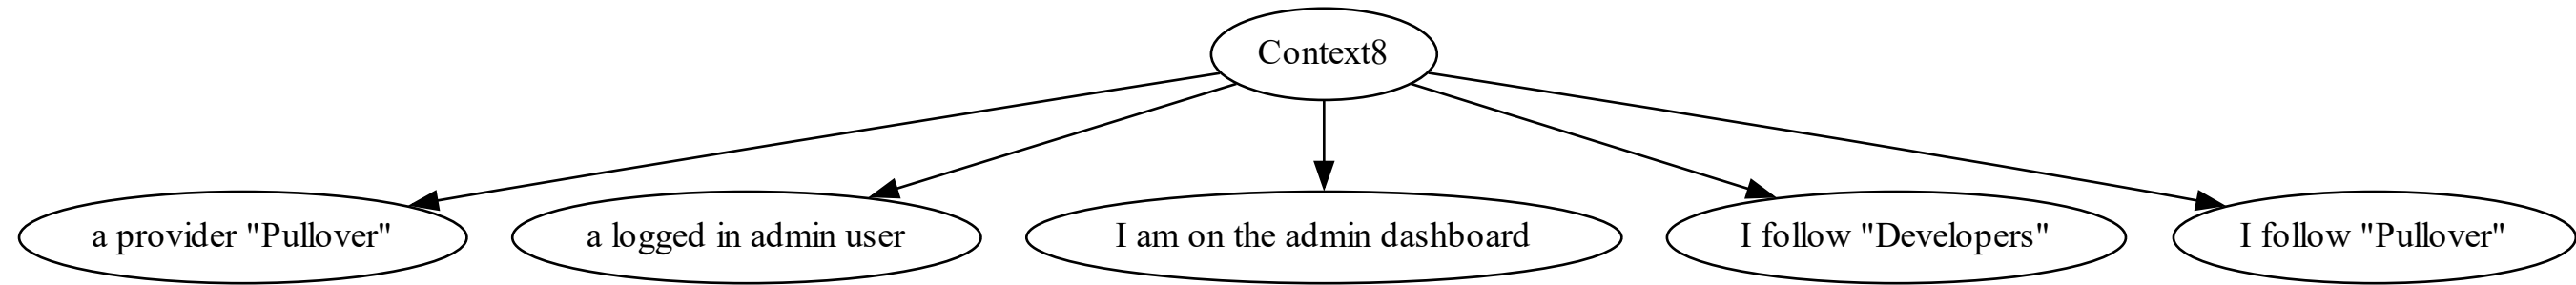 Context8
a provider "Pullover"
a logged in admin user
I am on the admin dashboard
I follow "Developers"
I follow "Pullover"